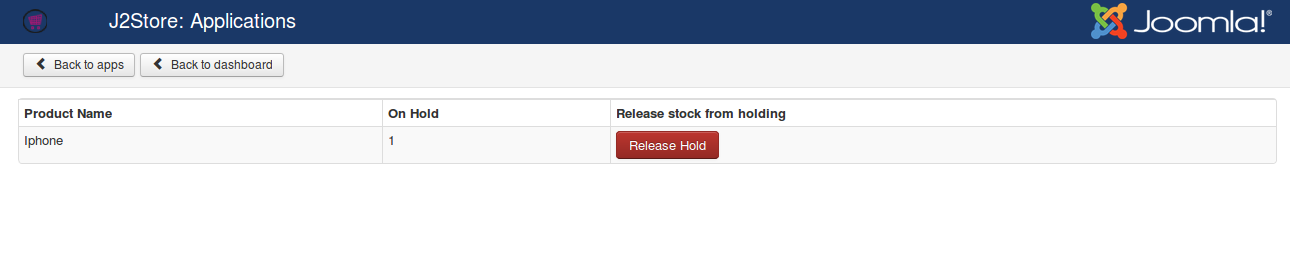 J2Store: Applications
Joomla!®
Back to apps Back to dashboard
Product Name On Hold Release stock from holding
Iphone 1 Release Hold